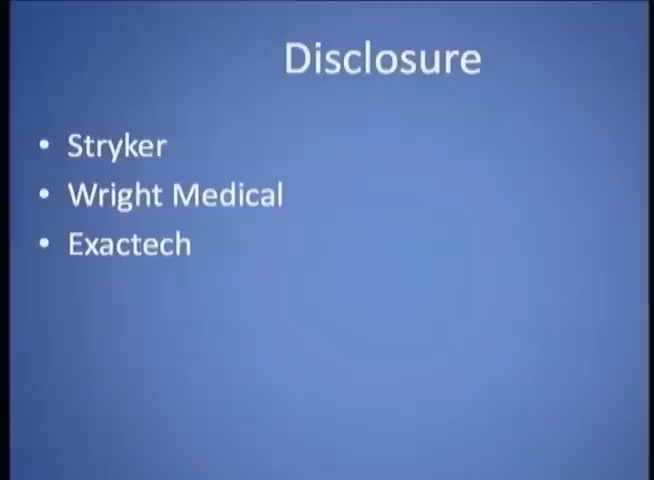 Disclosure
• Stryker
• Wright Medical
• Exactech